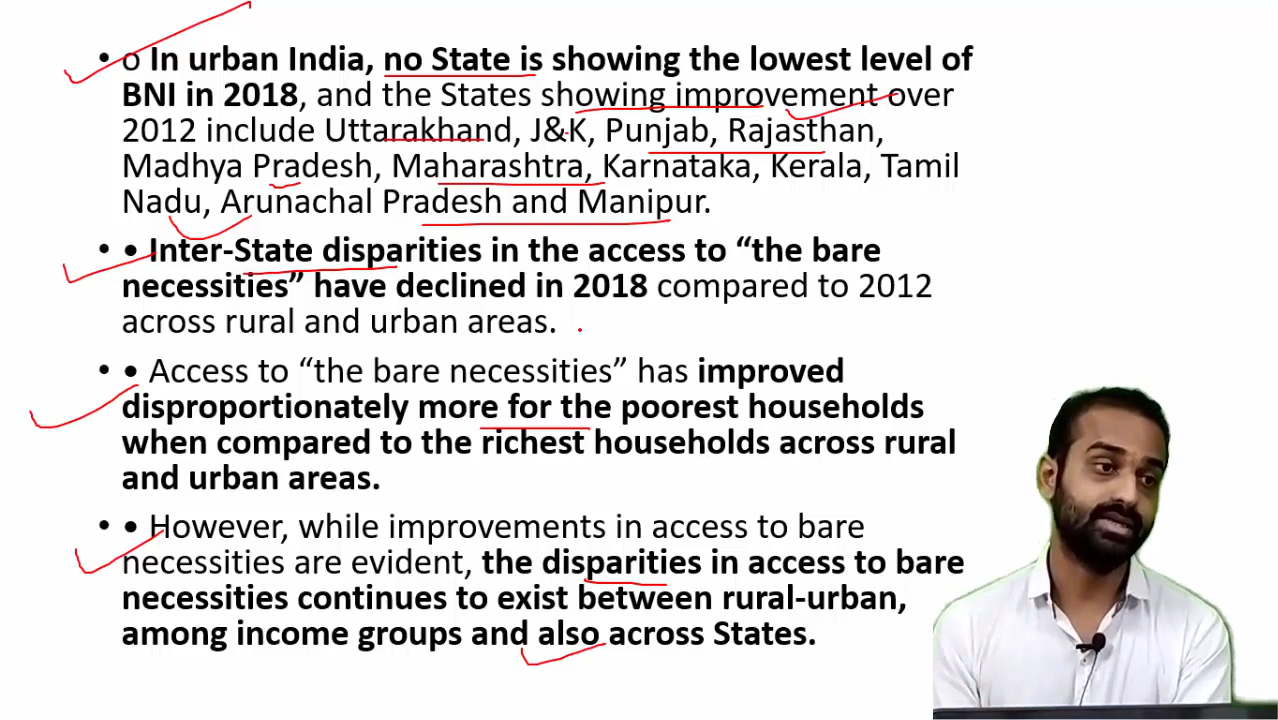 • o In urban India, no State is showing the lowest level of
BNI in 2018, and the States showing improvement over
2012 include Uttarakhand, J&K, Punjab, Rajasthan,
Madhya Pradesh, Maharashtra, Karnataka, Kerala, Tamil
Nadu, Arunachal Pradesh and Manipur.
• • Inter-State disparities in the access to “the bare
necessities” have declined in 2018 compared to 2012
across rural and urban areas.
• • Access to “the bare necessities” has improved
disproportionately more for the poorest households
when compared to the richest households across rural
and urban areas.
• • However, while improvements in access to bare
necessities are evident, the disparities in access to bare
necessities continues to exist between rural-urban,
among income groups and also across States.